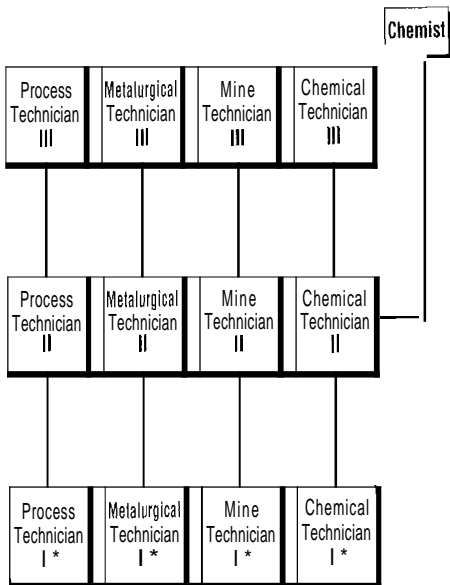 Chemist
Process
Technician
III
Metalurgical
Technician
III
Mine
Technician
III
Chemical
Technician
III
Process
Technician
II
Metalurgical
Technician
II
Mine
Technician
II
Chemical
Technician
II
Process
Technician
I *
Metalurgical
Technician
I *
Mine
Technician
I *
Chemical
Technician
I *